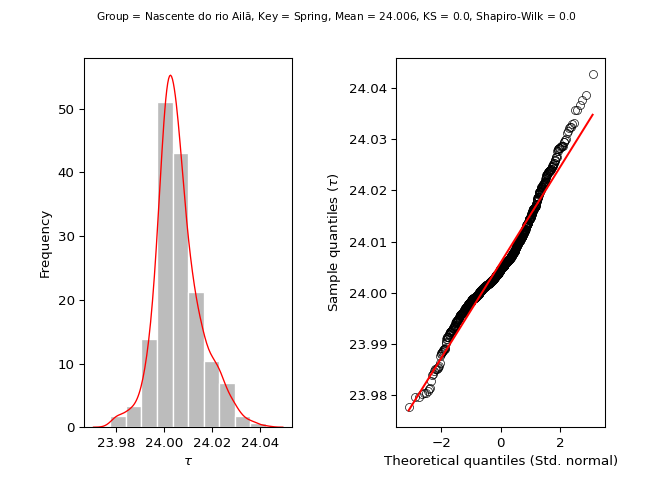 Group = Nascente do rio Ailã, Key = Spring, Mean = 24.006, KS = 0.0, Shapiro-Wilk = 0.0
Frequency
50
40
30
20
10
0
23.98 24.00 24.02 24.04
τ
Sample quantiles (τ)
24.04
24.03
24.02
24.01
24.00
23.99
23.98
−2 0 2
Theoretical quantiles (Std. normal)